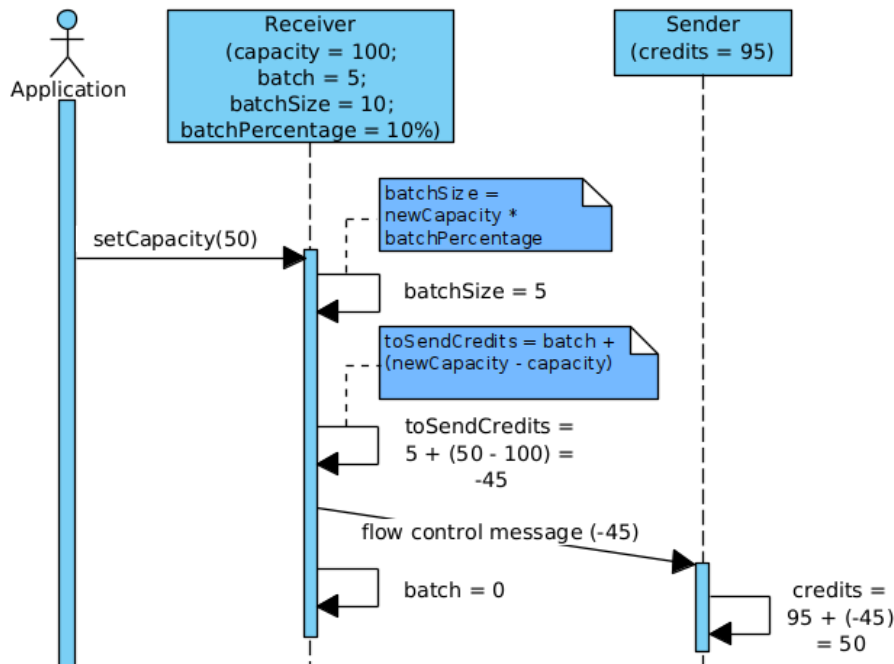 Application
Receiver
(capacity = 100;
batch = 5;
batchSize = 10;
batchPercentage = 10%)
Sender
(credits = 95)
batchSize =
newCapacity *
batchPercentage
setCapacity(50)
batchSize = 5
toSendCredits = batch +
(newCapacity - capacity)
toSendCredits =
5 + (50 - 100) =
-45
flow control message (-45)
batch = 0
credits =
95 + (-45)
= 50